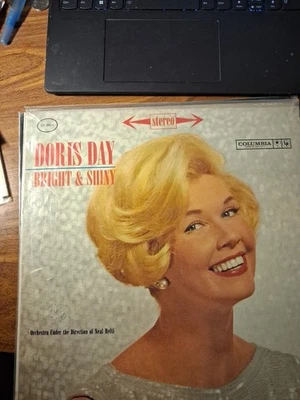 stereo
COLUMBIA
DORIS DAY
BRIGHT & SHINY
Orchestra Under the Direction of Neal Hefti